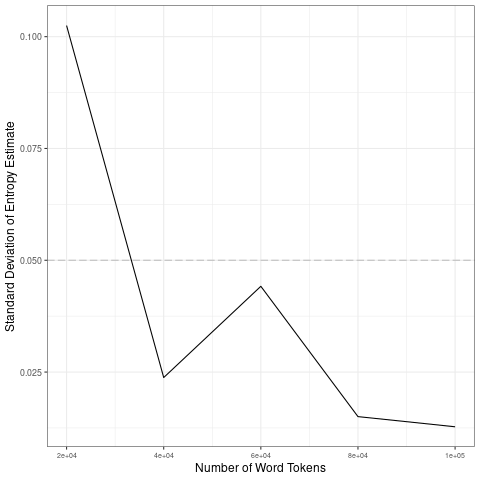 Standard Deviation of Entropy Estimate
0.100
0.075
0.050
0.025
2e+04 4e+04 6e+04 8e+04 1e+05
Number of Word Tokens